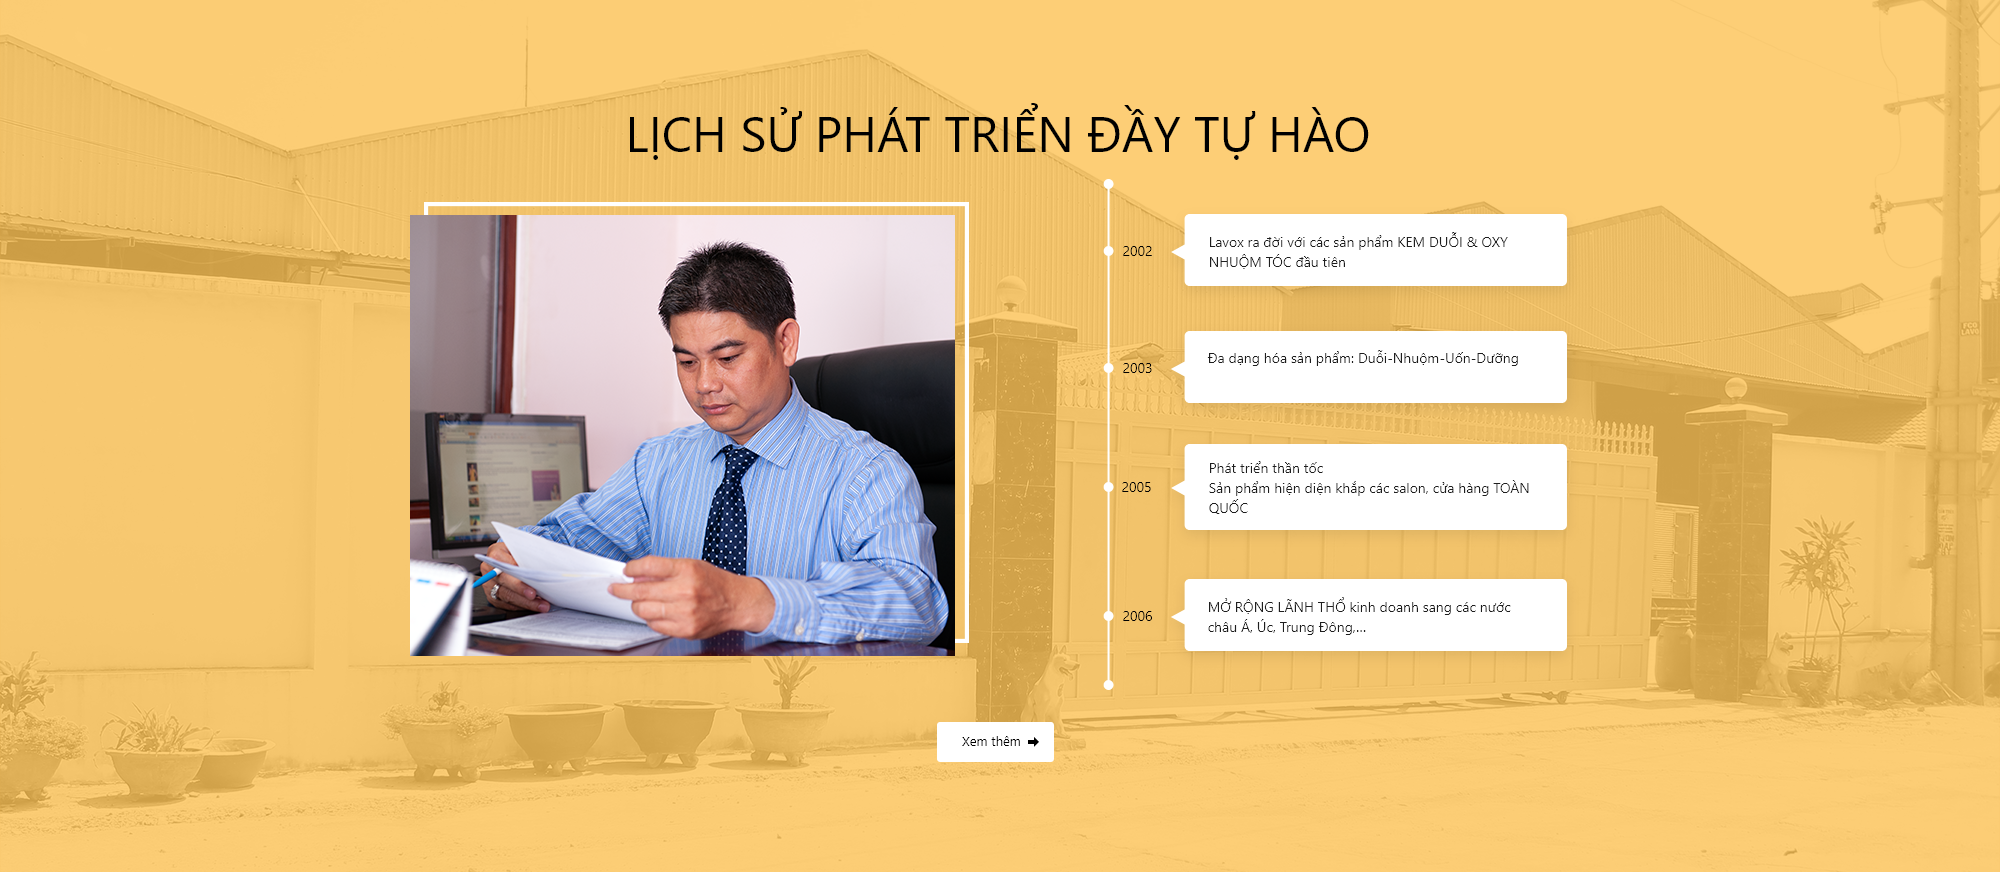 LỊCH SỬ PHÁT TRIỂN ĐẦY TỰ HÀO
2002
Lavox ra đời với các sản phẩm KEM DUỖI & OXY
NHUỘM TÓC đầu tiên
2003
Đa dạng hóa sản phẩm: Duỗi-Nhuộm-Uốn-Dưỡng
2005
Phát triển thần tốc
Sản phẩm hiện diện khắp các salon, cửa hàng TOÀN
QUỐC
2006
MỞ RỘNG LÃNH THỔ kinh doanh sang các nước
châu Á, Úc, Trung Đông,...
Xem thêm